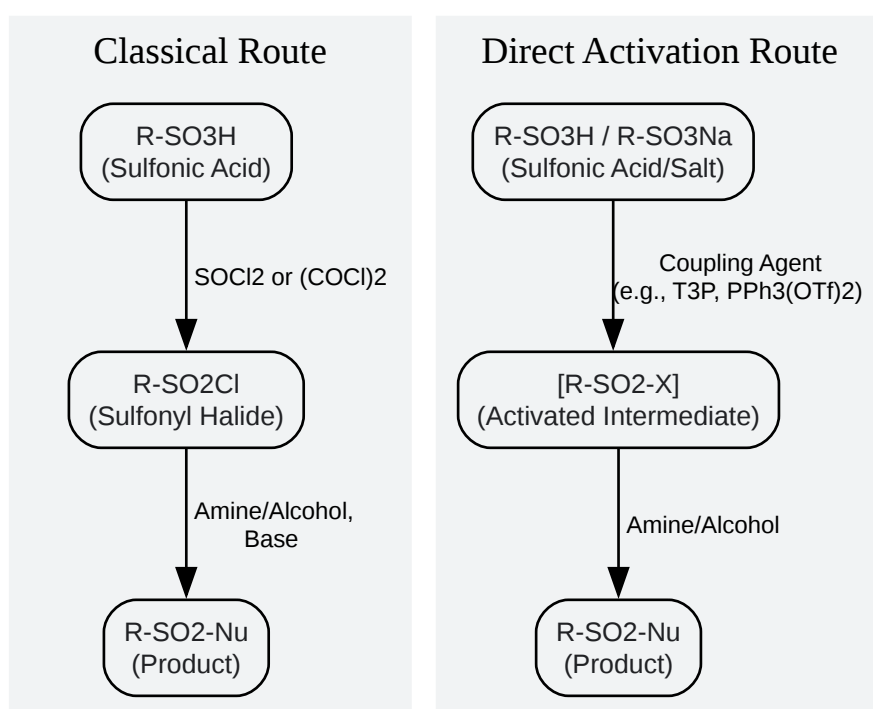 Classical Route
R-SO3H
(Sulfonic Acid)
SOCl2 or (COCl)2
R-SO2Cl
(Sulfonyl Halide)
Amine/Alcohol,
Base
R-SO2-Nu
(Product)
Direct Activation Route
R-SO3H / R-SO3Na
(Sulfonic Acid/Salt)
Coupling Agent
(e.g., T3P, PPh3(OTf)2)
[R-SO2-X]
(Activated Intermediate)
Amine/Alcohol
R-SO2-Nu
(Product)